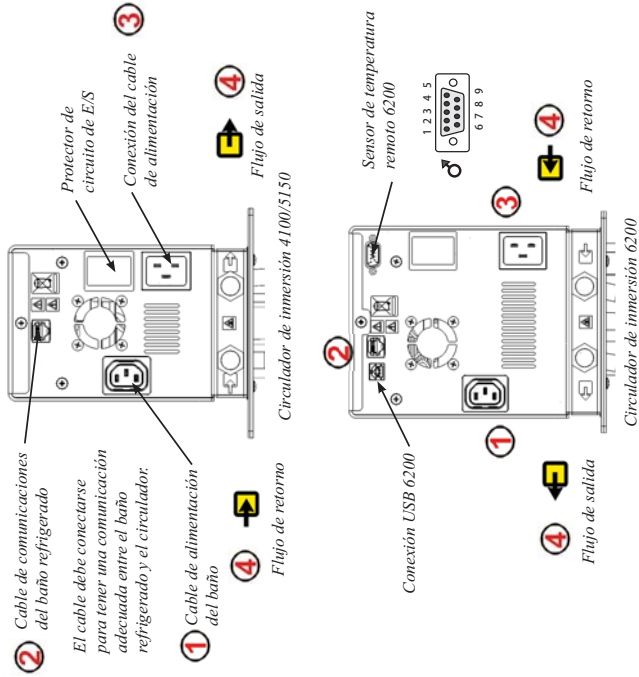 2
Cable de comunicaciones
del baño refrigerado
El cable debe conectarse
para tener una comunicación
adecuada entre el baño
refrigerado y el circulador.
1
Cable de alimentación
del baño
4
Flujo de retorno
Protector de
circuito de E/S
Conexión del cable
de alimentación
3
4
Flujo de salida
Circulador de inmersión 4100/5150
2
Conexión USB 6200
1
4
Flujo de salida
Sensor de temperatura
remoto 6200
1 2 3 4 5
6 7 8 9
3
4
Flujo de retorno
Circulador de inmersión 6200